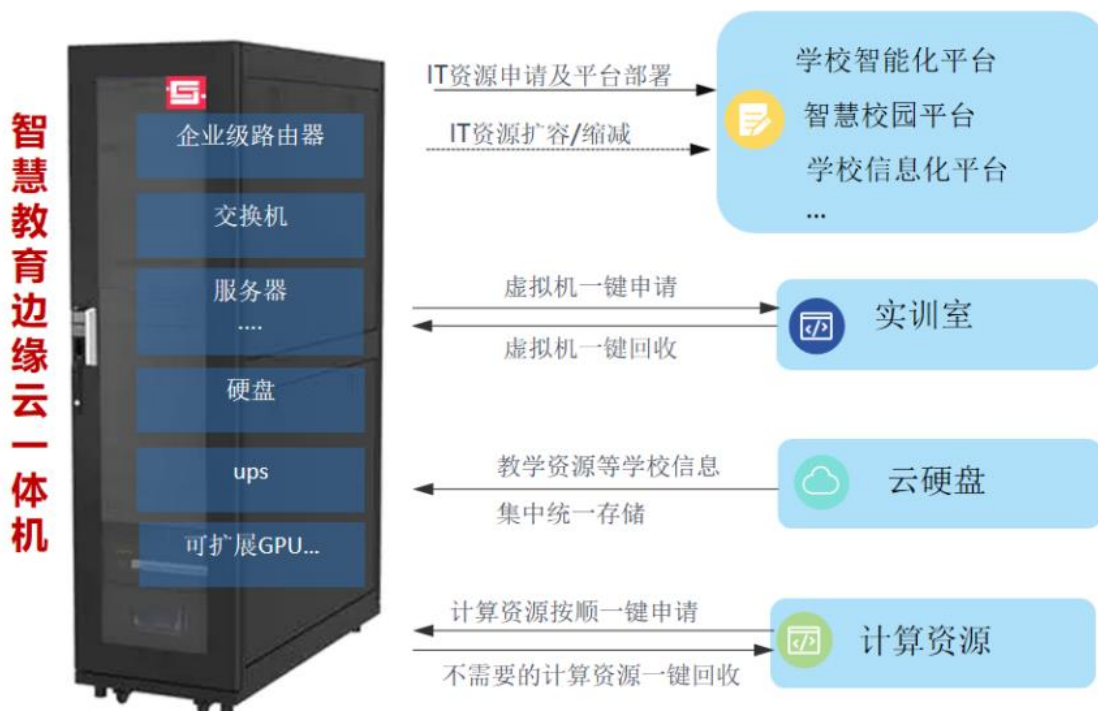 智慧教育边缘云一体机
企业级路由器
交换机
服务器
....
硬盘
ups
可扩展GPU...
IT资源申请及平台部署
IT资源扩容/缩减
学校智能化平台
智慧校园平台
学校信息化平台
...
虚拟机一键申请
虚拟机一键回收
实训室
教学资源等学校信息
集中统一存储
云硬盘
计算资源按顺一键申请
不需要的计算资源一键回收
计算资源